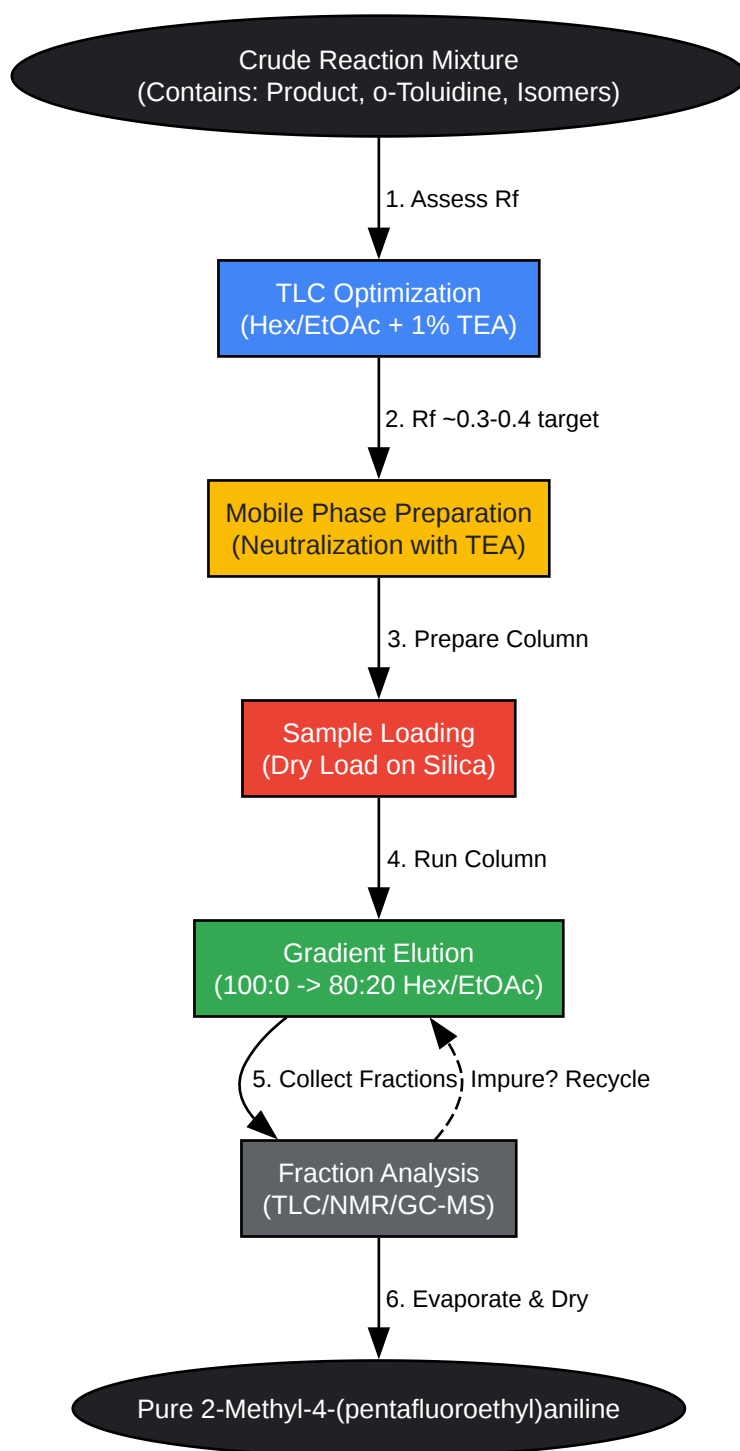 Crude Reaction Mixture
(Contains: Product, o-Toluidine, Isomers)
1. Assess Rf
TLC Optimization
(Hex/EtOAc + 1% TEA)
2. Rf ~0.3-0.4 target
Mobile Phase Preparation
(Neutralization with TEA)
3. Prepare Column
Sample Loading
(Dry Load on Silica)
4. Run Column
Gradient Elution
(100:0 -> 80:20 Hex/EtOAc)
5. Collect Fractions
Impure? Recycle
Fraction Analysis
(TLC/NMR/GC-MS)
6. Evaporate & Dry
Pure 2-Methyl-4-(pentafluoroethyl)aniline